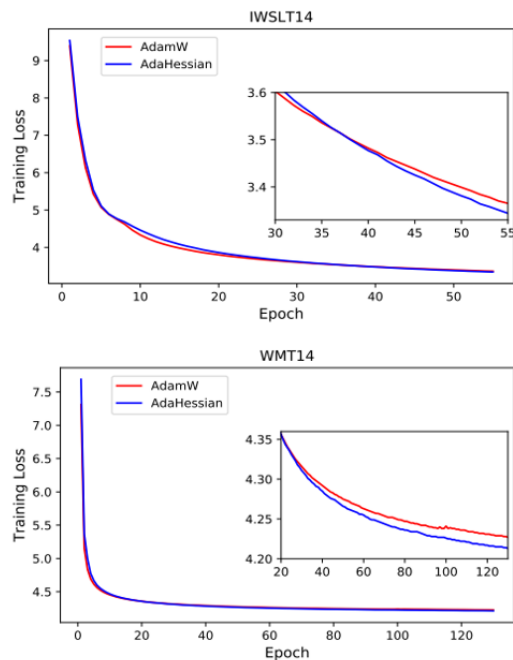 IWSLT14
AdamW
AdaHessian
9
8
7
6
5
4
3.6
3.5
3.4
30 35 40 45 50 55
0 10 20 30 40 50
Training Loss
Epoch
WMT14
AdamW
AdaHessian
7.5
7.0
6.5
6.0
5.5
5.0
4.5
4.35
4.30
4.25
4.20
20 40 60 80 100 120
0 20 40 60 80 100 120
Training Loss
Epoch